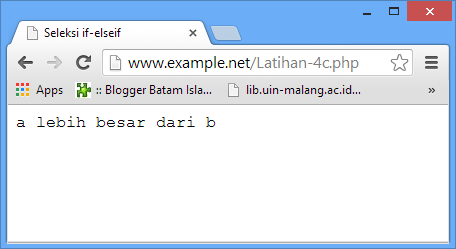 Seleksi if-elseif
www.example.net/Latihan-4c.php
Apps :: Blogger Batam Isla... lib.uin-malang.ac.id... »
a lebih besar dari b